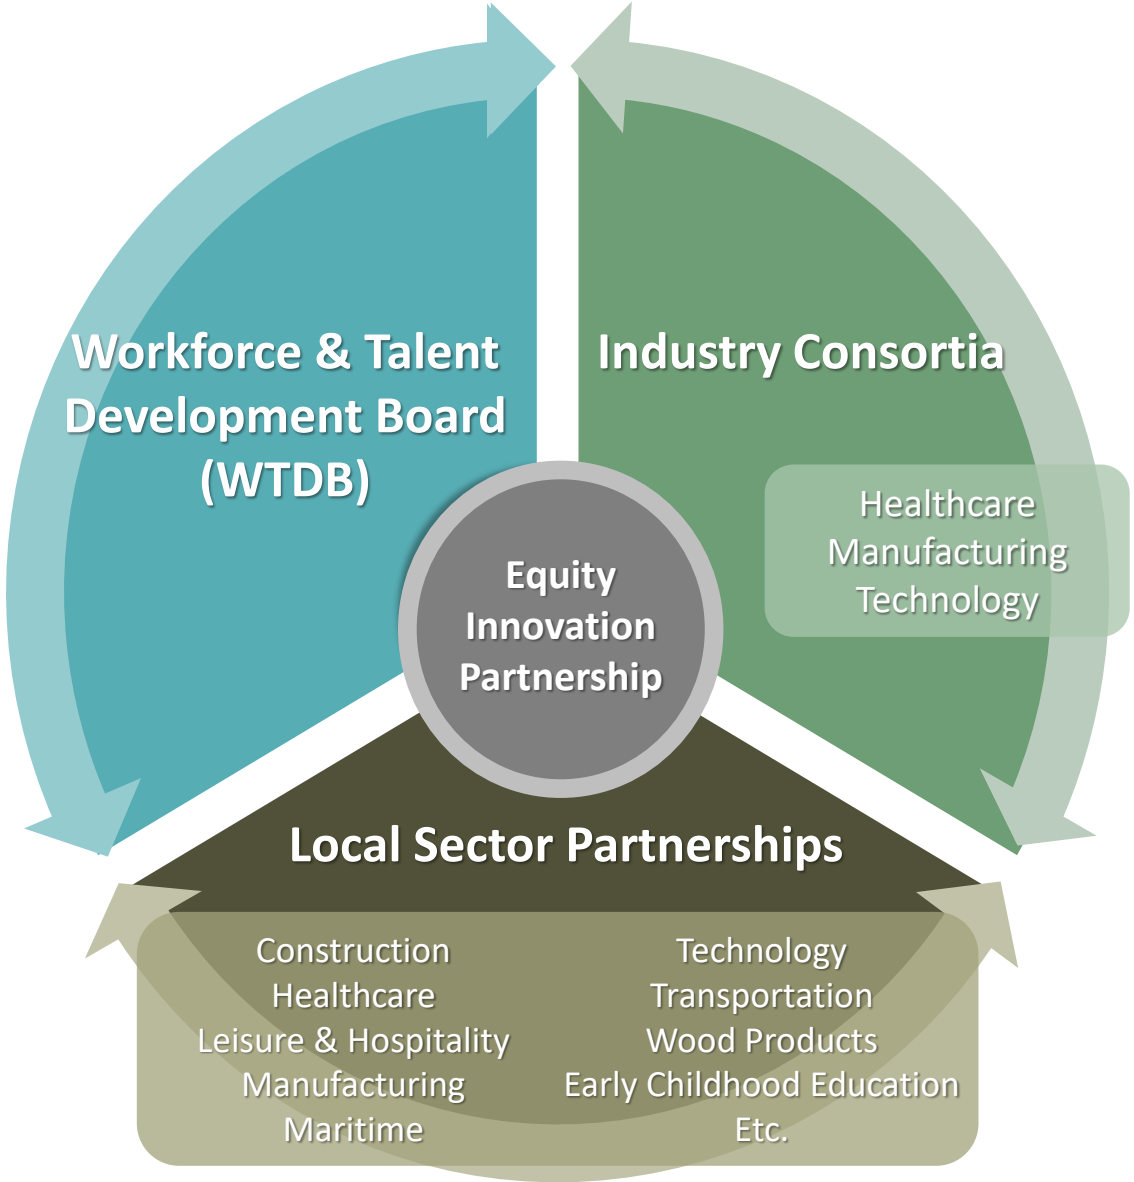 Workforce & Talent
Development Board
(WTDB)
Industry Consortia
Healthcare
Manufacturing
Technology
Equity
Innovation
Partnership
Local Sector Partnerships
Construction
Healthcare
Leisure & Hospitality
Manufacturing
Maritime
Technology
Transportation
Wood Products
Early Childhood Education
Etc.